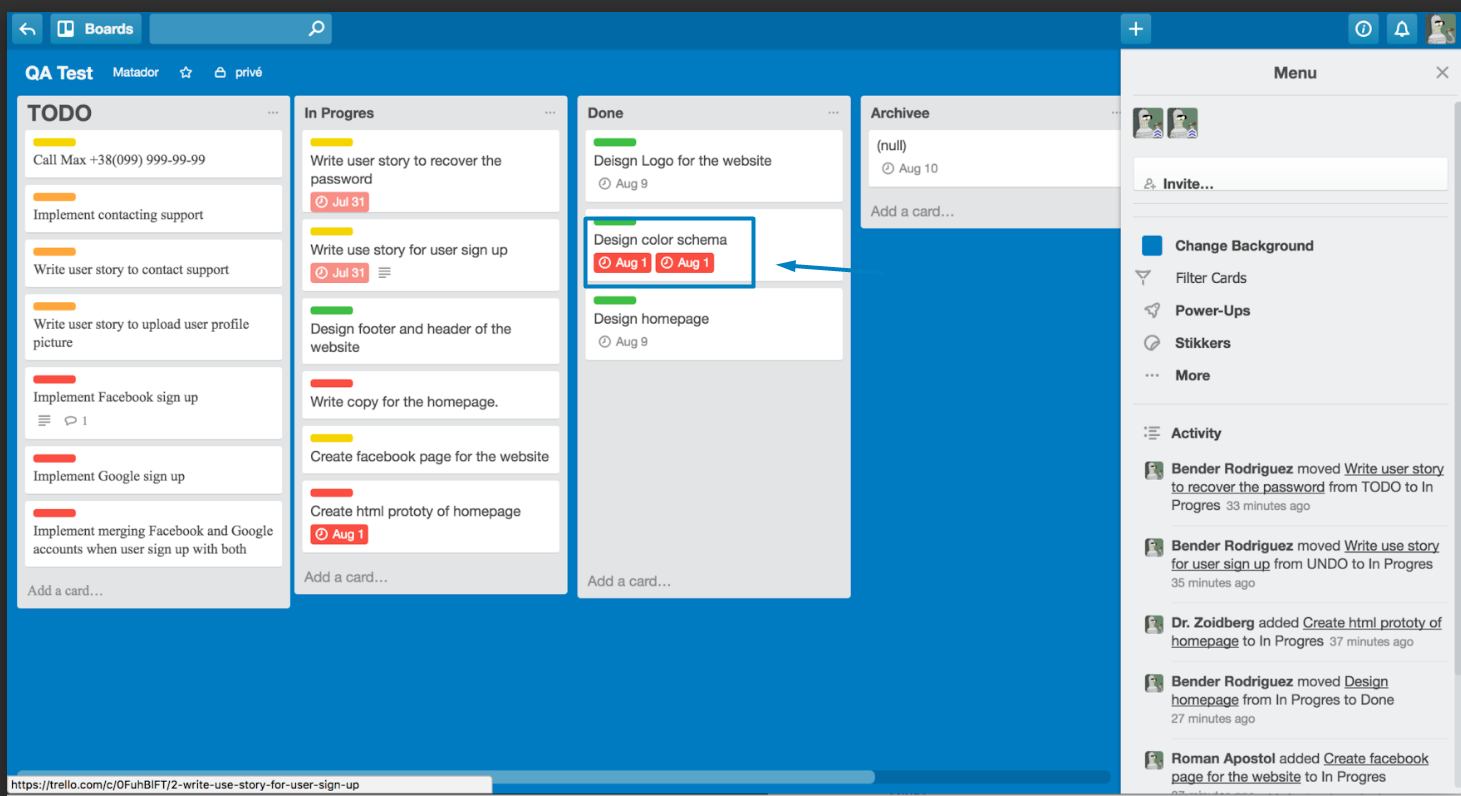 Boards
QA Test Matador privé
TODO
Call Max +38(099) 999-99-99
Implement contacting support
Write user story to contact support
Write user story to upload user profile
picture
Implement Facebook sign up
1
Implement Google sign up
Implement merging Facebook and Google
accounts when user sign up with both
Add a card…
In Progres
Write user story to recover the
password
Jul 31
Write use story for user sign up
Jul 31
Design footer and header of the
website
Write copy for the homepage.
Create facebook page for the website
Create html prototy of homepage
Aug 1
Add a card…
Done
Deisgn Logo for the website
Aug 9
Design color schema
Aug 1 Aug 1
Design homepage
Aug 9
Add a card…
Archivee
(null)
Aug 10
Add a card…
Menu
Invite…
Change Background
Filter Cards
Power-Ups
Stikkers
More
Activity
Bender Rodriguez moved Write user story
to recover the password from TODO to In
Progres 33 minutes ago
Bender Rodriguez moved Write use story
for user sign up from UNDO to In Progres
35 minutes ago
Dr. Zoidberg added Create html prototy of
homepage to In Progres 37 minutes ago
Bender Rodriguez moved Design
homepage from In Progres to Done
27 minutes ago
Roman Apostol added Create facebook
page for the website to In Progres
https://trello.com/c/0FuhBlFT/2-write-use-story-for-user-sign-up